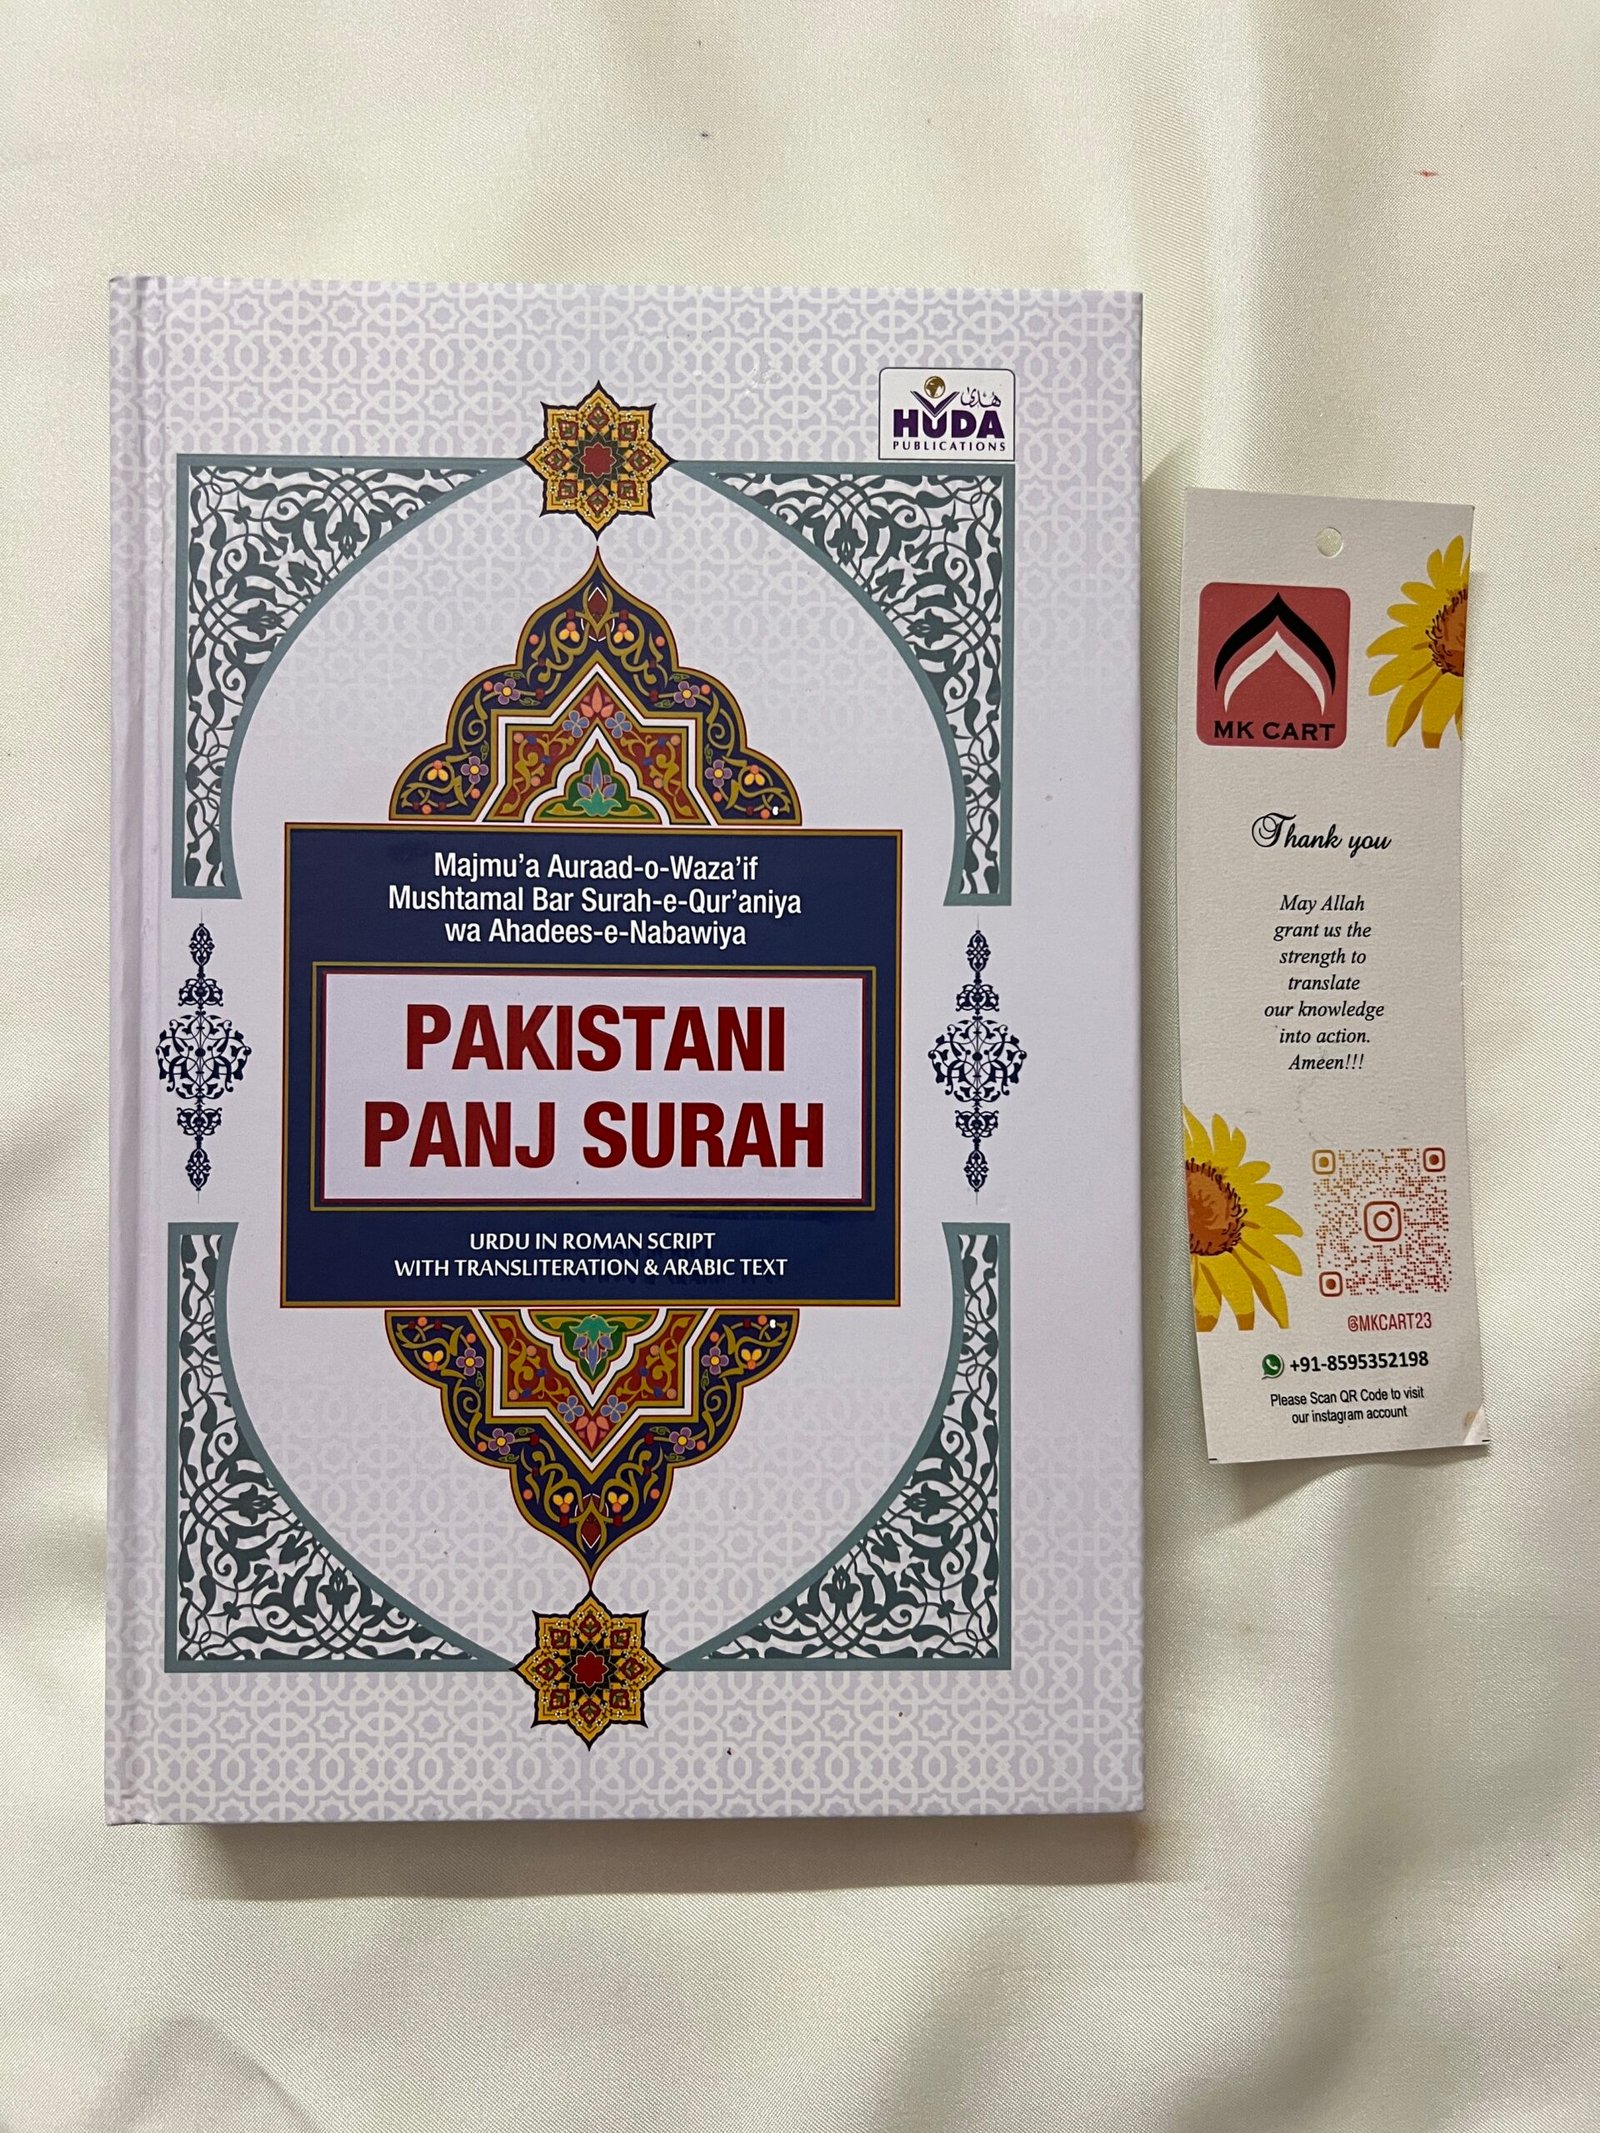 هدىٰ
HUDA
PUBLICATIONS
Majmu’a Auraad-o-Waza’if
Mushtamal Bar Surah-e-Qur’aniya
wa Ahadees-e-Nabawiya
PAKISTANI
PANJ SURAH
URDU IN ROMAN SCRIPT
WITH TRANSLITERATION & ARABIC TEXT
MK CART
Thank you
May Allah
grant us the
strength to
translate
our knowledge
into action.
Ameen!!!
@MKCART23
+91-8595352198
Please Scan QR Code to visit
our instagram account